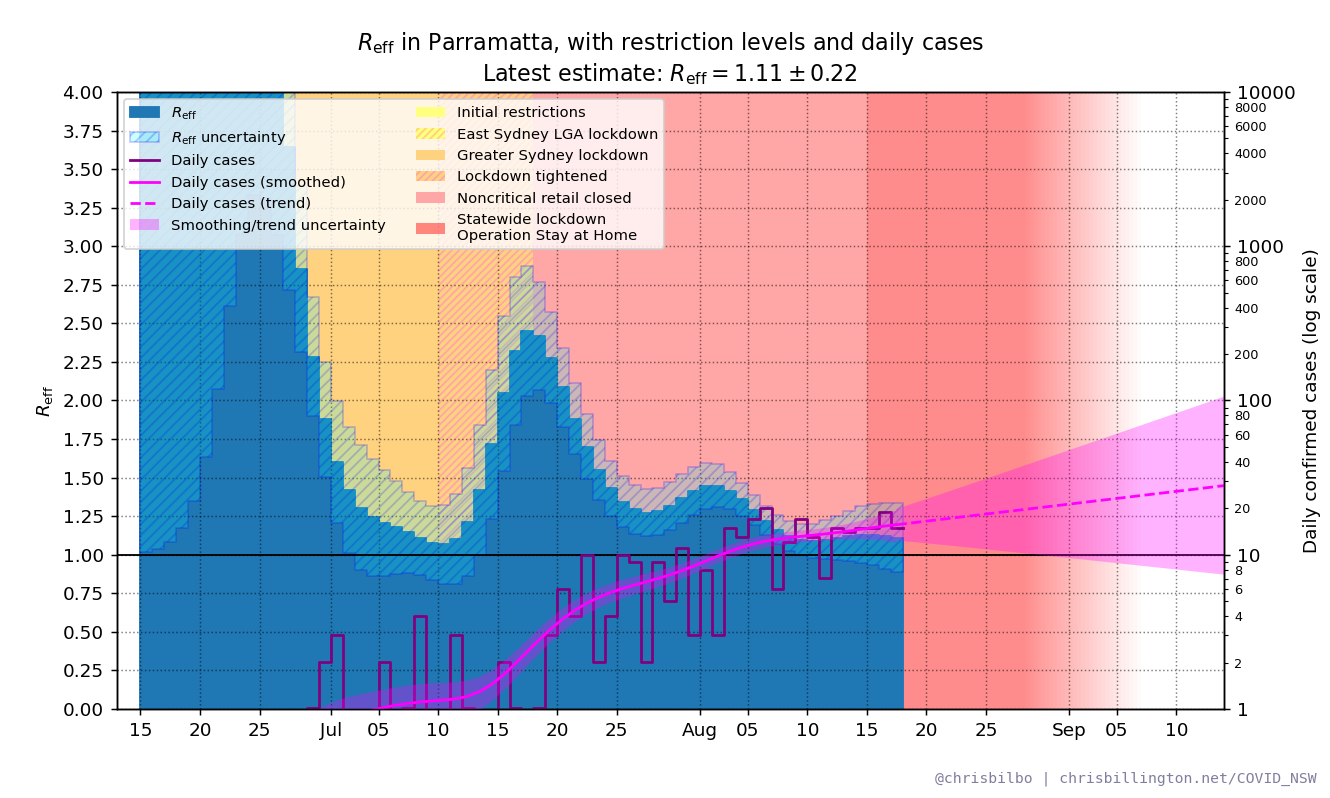 Reff in Parramatta, with restriction levels and daily cases
Latest estimate: Reff = 1.11 ± 0.22
Reff
Reff uncertainty
Daily cases
Daily cases (smoothed)
Daily cases (trend)
Smoothing/trend uncertainty
Initial restrictions
East Sydney LGA lockdown
Greater Sydney lockdown
Lockdown tightened
Noncritical retail closed
Statewide lockdown
Operation Stay at Home
4.00
3.75
3.50
3.25
3.00
2.75
2.50
2.25
2.00
1.75
1.50
1.25
1.00
0.75
0.50
0.25
0.00
Reff
10000
8000
6000
4000
2000
1000
800
600
400
200
100
80
60
40
20
10
8
6
4
2
1
Daily confirmed cases (log scale)
15 20 25 Jul 05 10 15 20 25 Aug 05 10 15 20 25 Sep 05 10
@chrisbilbo | chrisbillington.net/COVID_NSW